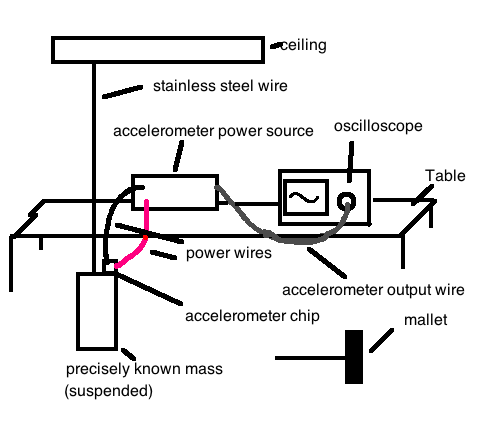 ceiling
stainless steel wire
accelerometer power source
oscilloscope
Table
power wires
accelerometer output wire
accelerometer chip
mallet
precisely known mass
(suspended)